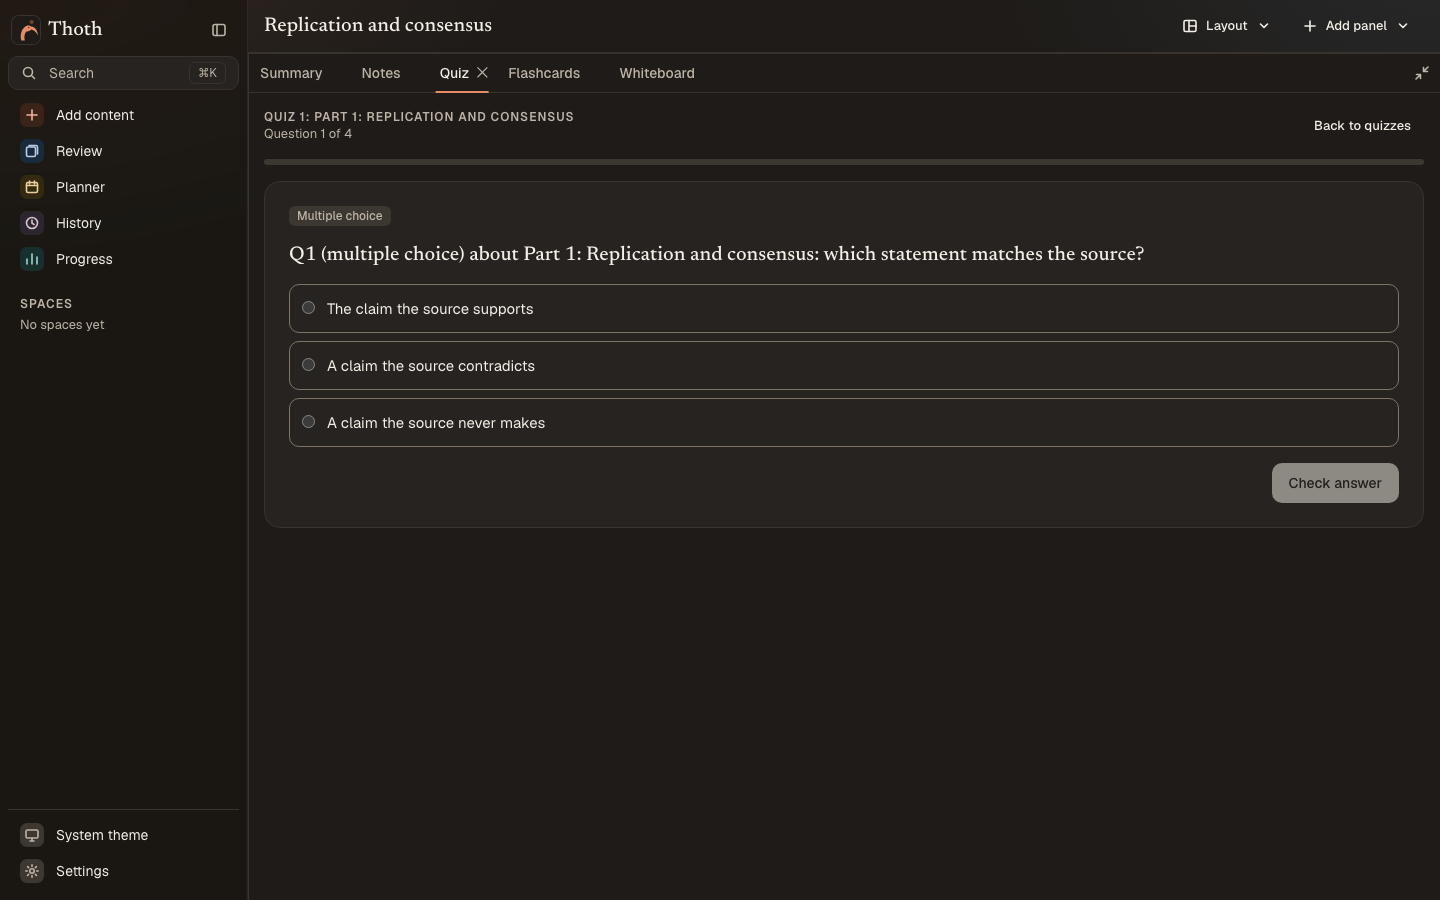 Thoth
Search ⌘K
Add content
Review
Planner
History
Progress
SPACES
No spaces yet
System theme
Settings
Replication and consensus
Layout
Add panel
Summary Notes Quiz Flashcards Whiteboard
QUIZ 1: PART 1: REPLICATION AND CONSENSUS
Question 1 of 4
Back to quizzes
Multiple choice
Q1 (multiple choice) about Part 1: Replication and consensus: which statement matches the source?
The claim the source supports
A claim the source contradicts
A claim the source never makes
Check answer